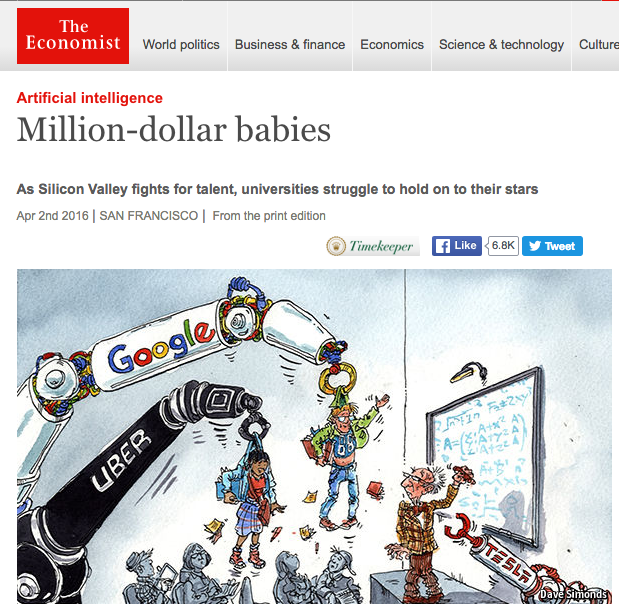 The
Economist
World politics
Business & finance
Economics
Science & technology
Culture
Artificial intelligence
Million-dollar babies
As Silicon Valley fights for talent, universities struggle to hold on to their stars
Apr 2nd 2016 | SAN FRANCISCO | From the print edition
Timekeeper
Like
6.8K
Tweet
Google
UBER
TESLA
Dave Simonds